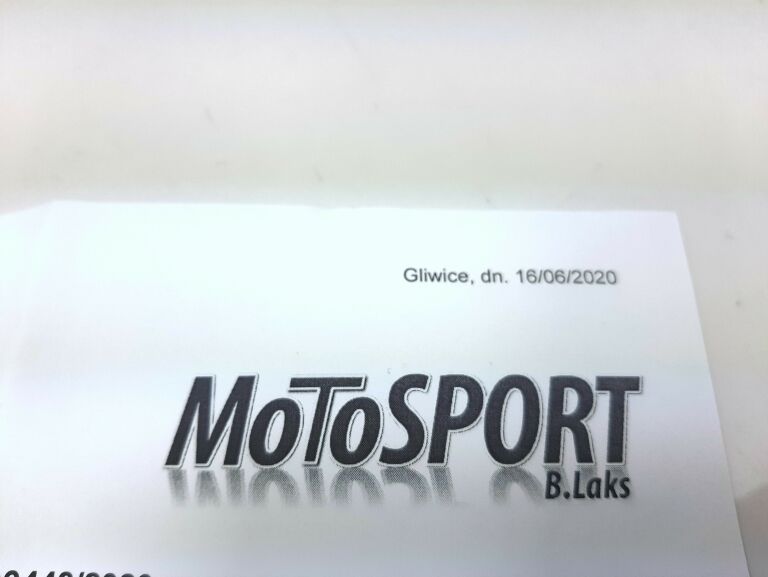 Gliwice, dn. 16/06/2020
MoToSPORT
B.Laks